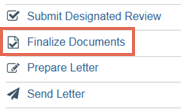 Submit Designated Review
Finalize Documents
Prepare Letter
Send Letter